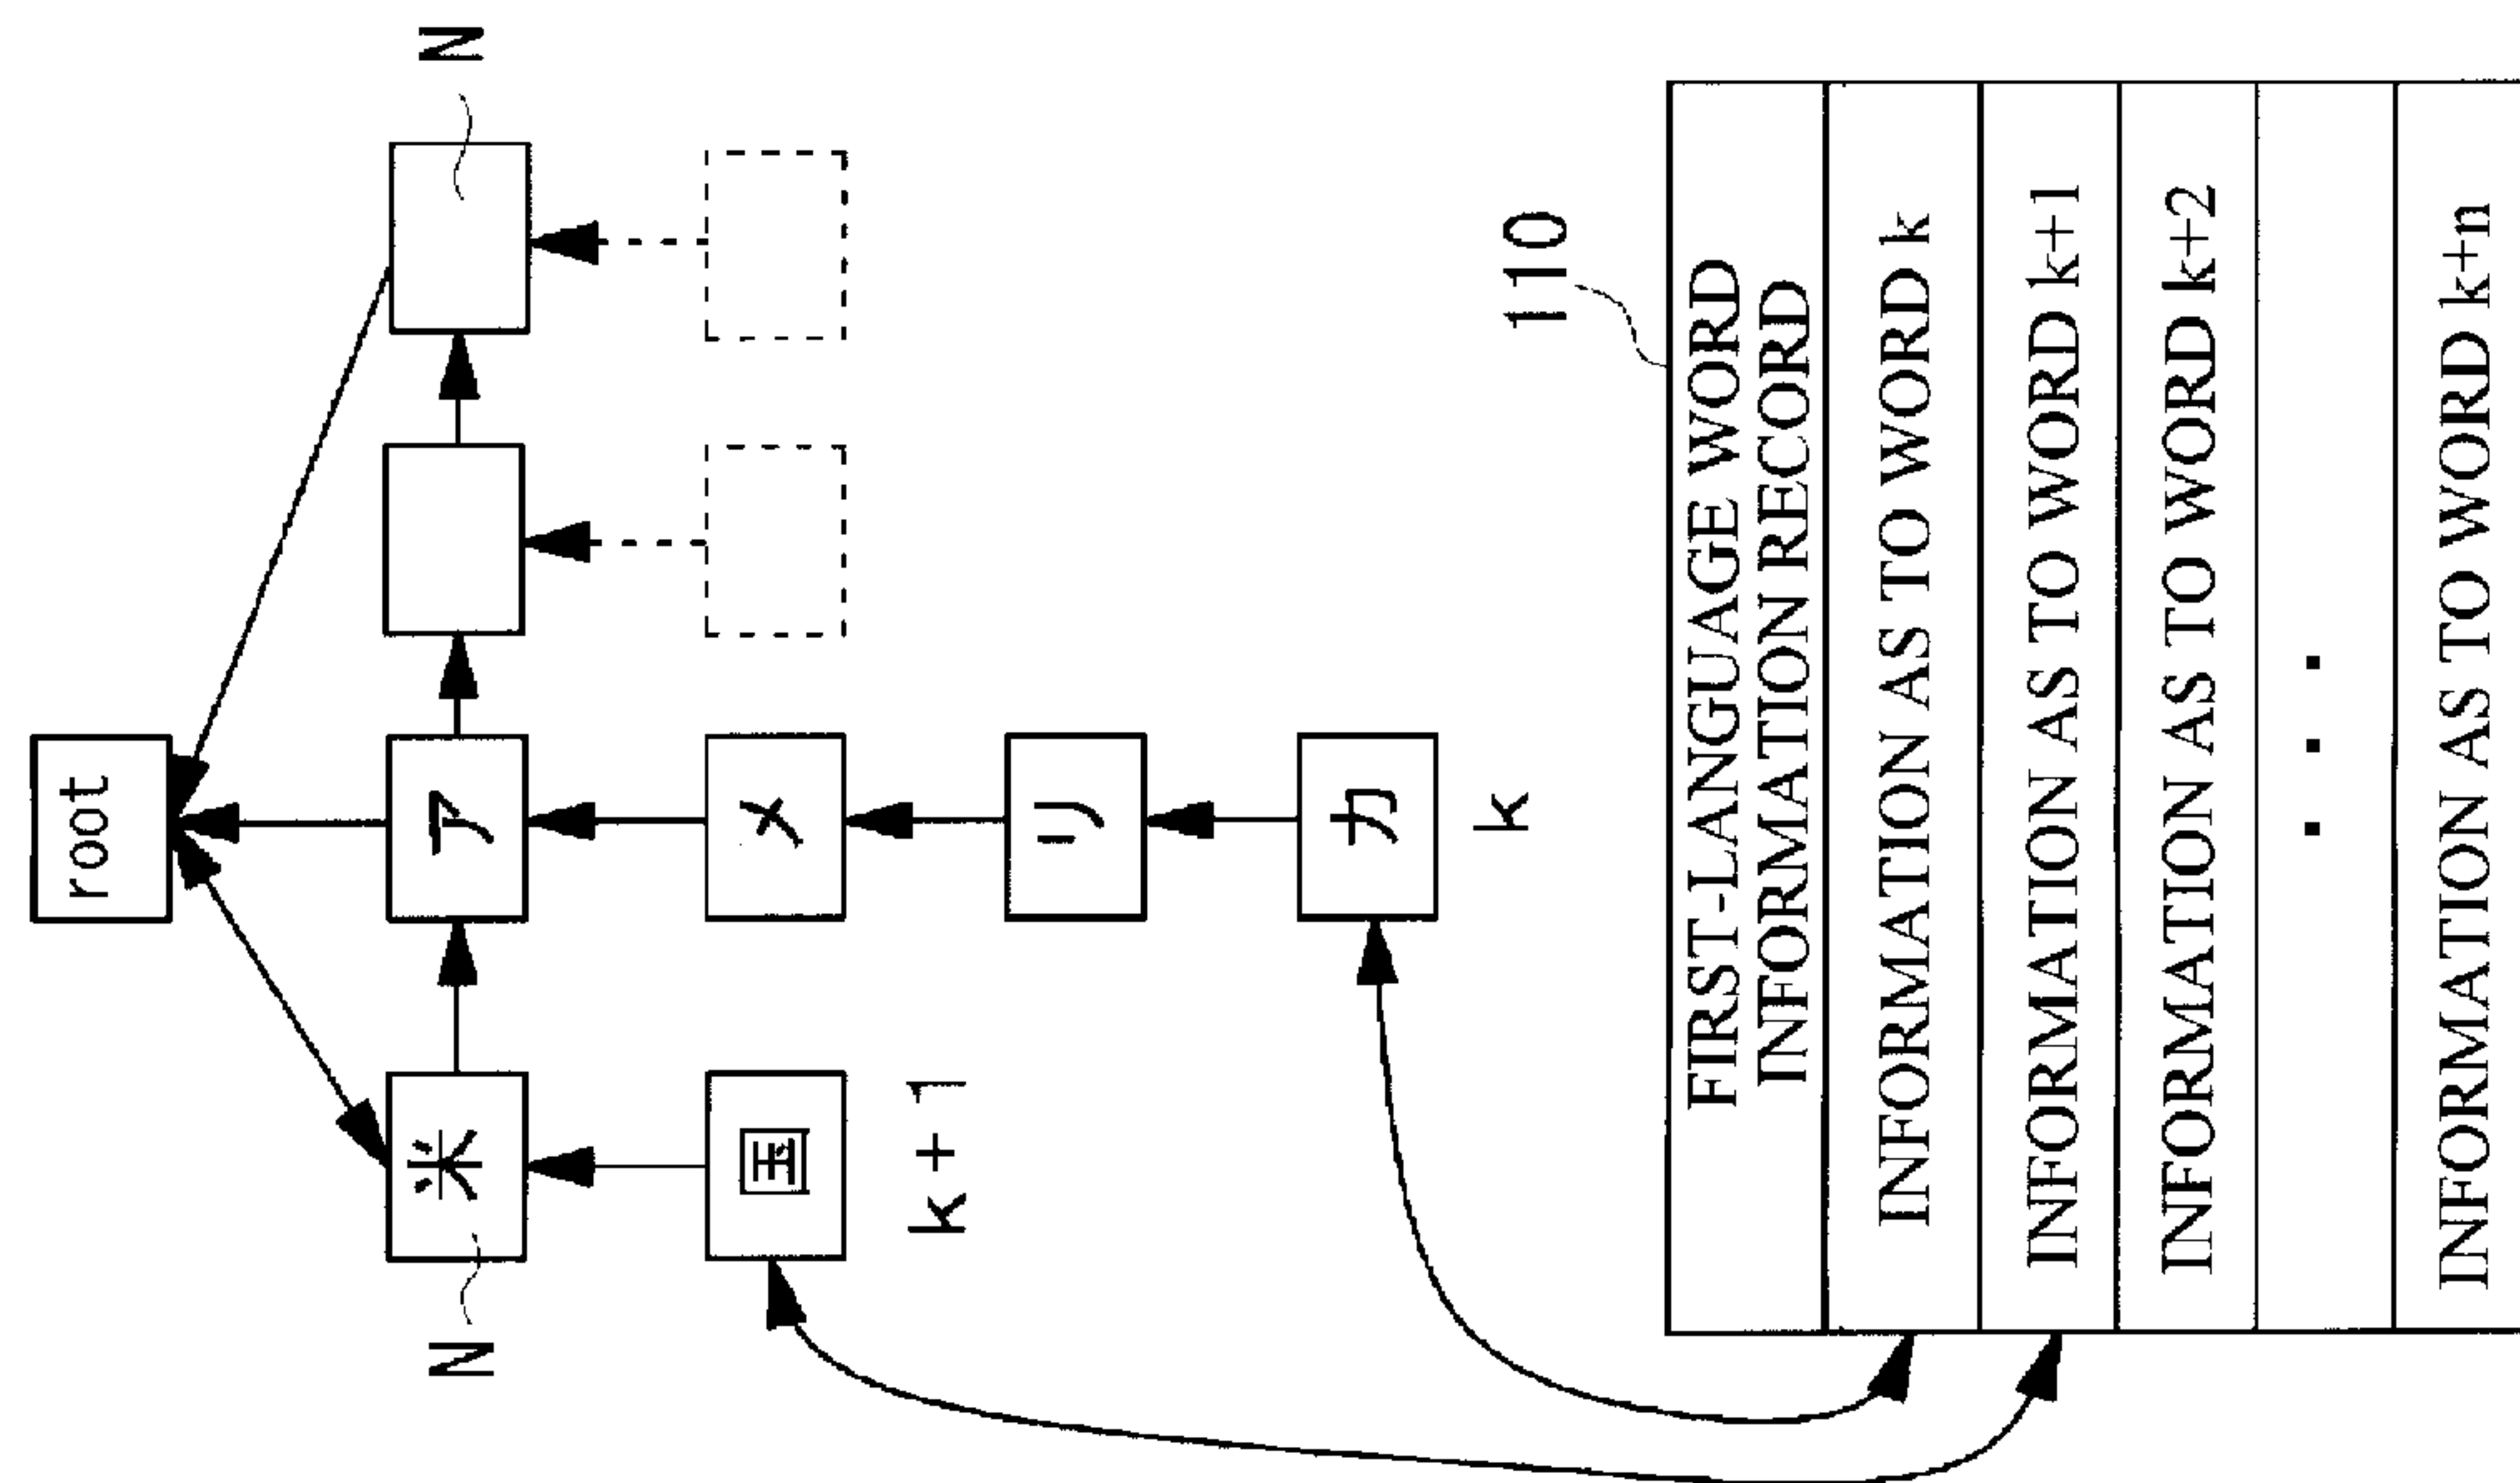 root
N
米
ア
N
国
メ
k+1
リ
カ
k
110
FIRST-LANGUAGE WORD
INFORMATION RECORD
INFORMATION AS TO WORD k
INFORMATION AS TO WORD k+1
INFORMATION AS TO WORD k+2
. . .
INFORMATION AS TO WORD k+n